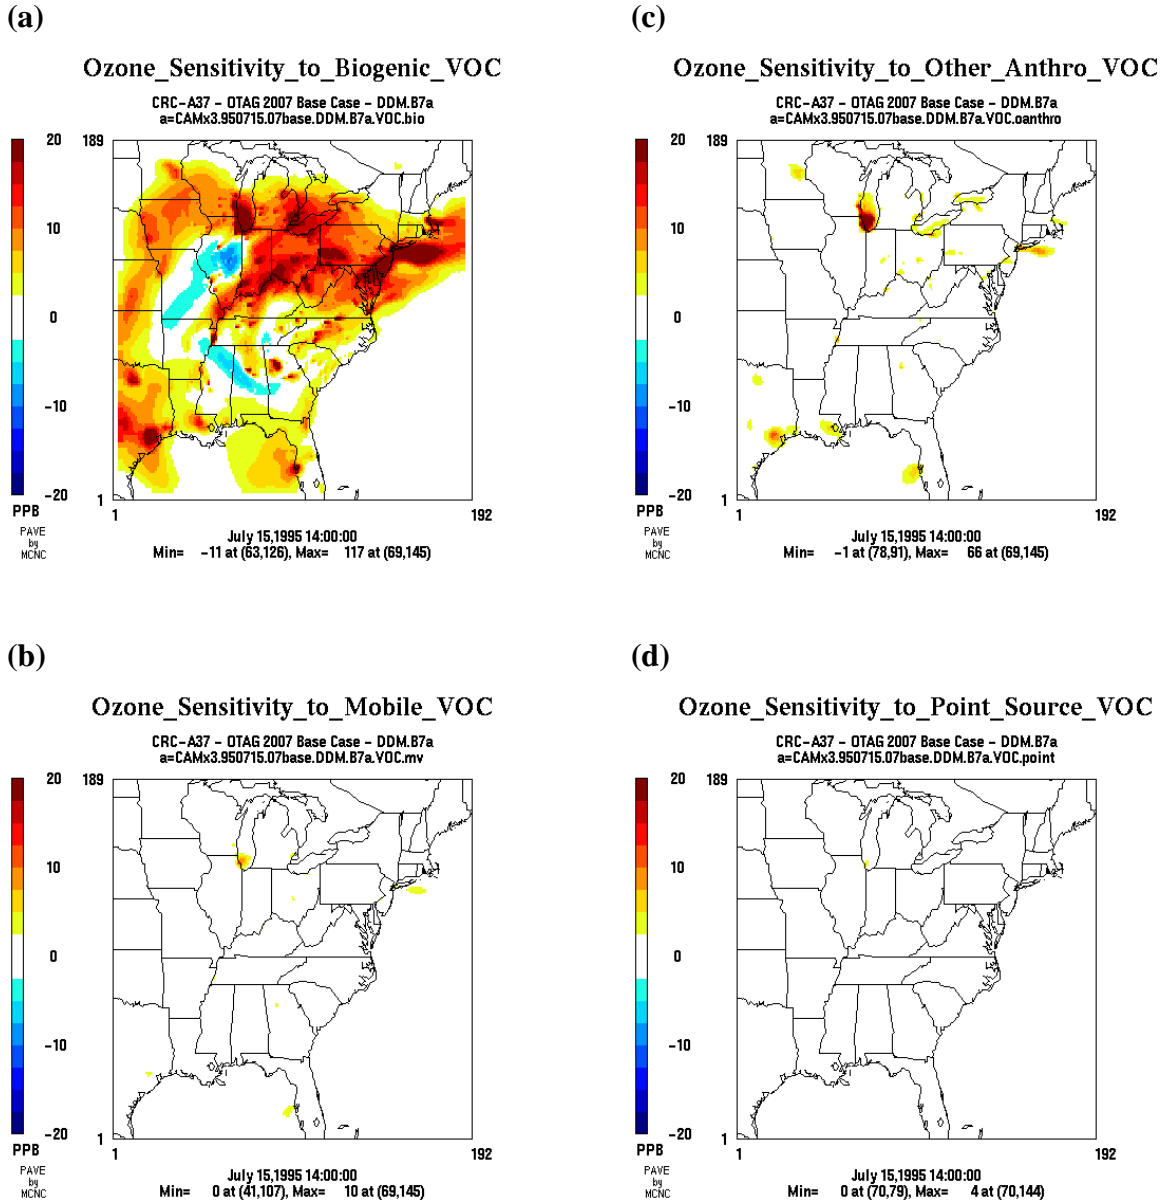 (a)
Ozone_Sensitivity_to_Biogenic_VOC
CRC-A37 - OTAG 2007 Base Case - DDM.B7a
a=CAMx3.950715.07base.DDM.B7a.VOC.bio
20
10
0
-10
-20
PPB
PAVE
by
MCNC
189
1
1
192
July 15,1995 14:00:00
Min= -11 at (63,126), Max= 117 at (69,145)
(c)
Ozone_Sensitivity_to_Other_Anthro_VOC
CRC-A37 - OTAG 2007 Base Case - DDM.B7a
a=CAMx3.950715.07base.DDM.B7a.VOC.oanthro
20
10
0
-10
-20
PPB
PAVE
by
MCNC
189
1
1
192
July 15,1995 14:00:00
Min= -1 at (78,91), Max= 66 at (69,145)
(b)
Ozone_Sensitivity_to_Mobile_VOC
CRC-A37 - OTAG 2007 Base Case - DDM.B7a
a=CAMx3.950715.07base.DDM.B7a.VOC.mv
20
10
0
-10
-20
PPB
PAVE
by
MCNC
189
1
1
192
July 15,1995 14:00:00
Min= 0 at (41,107), Max= 10 at (69,145)
(d)
Ozone_Sensitivity_to_Point_Source_VOC
CRC-A37 - OTAG 2007 Base Case - DDM.B7a
a=CAMx3.950715.07base.DDM.B7a.VOC.point
20
10
0
-10
-20
PPB
PAVE
by
MCNC
189
1
1
192
July 15,1995 14:00:00
Min= 0 at (70,79), Max= 4 at (70,144)